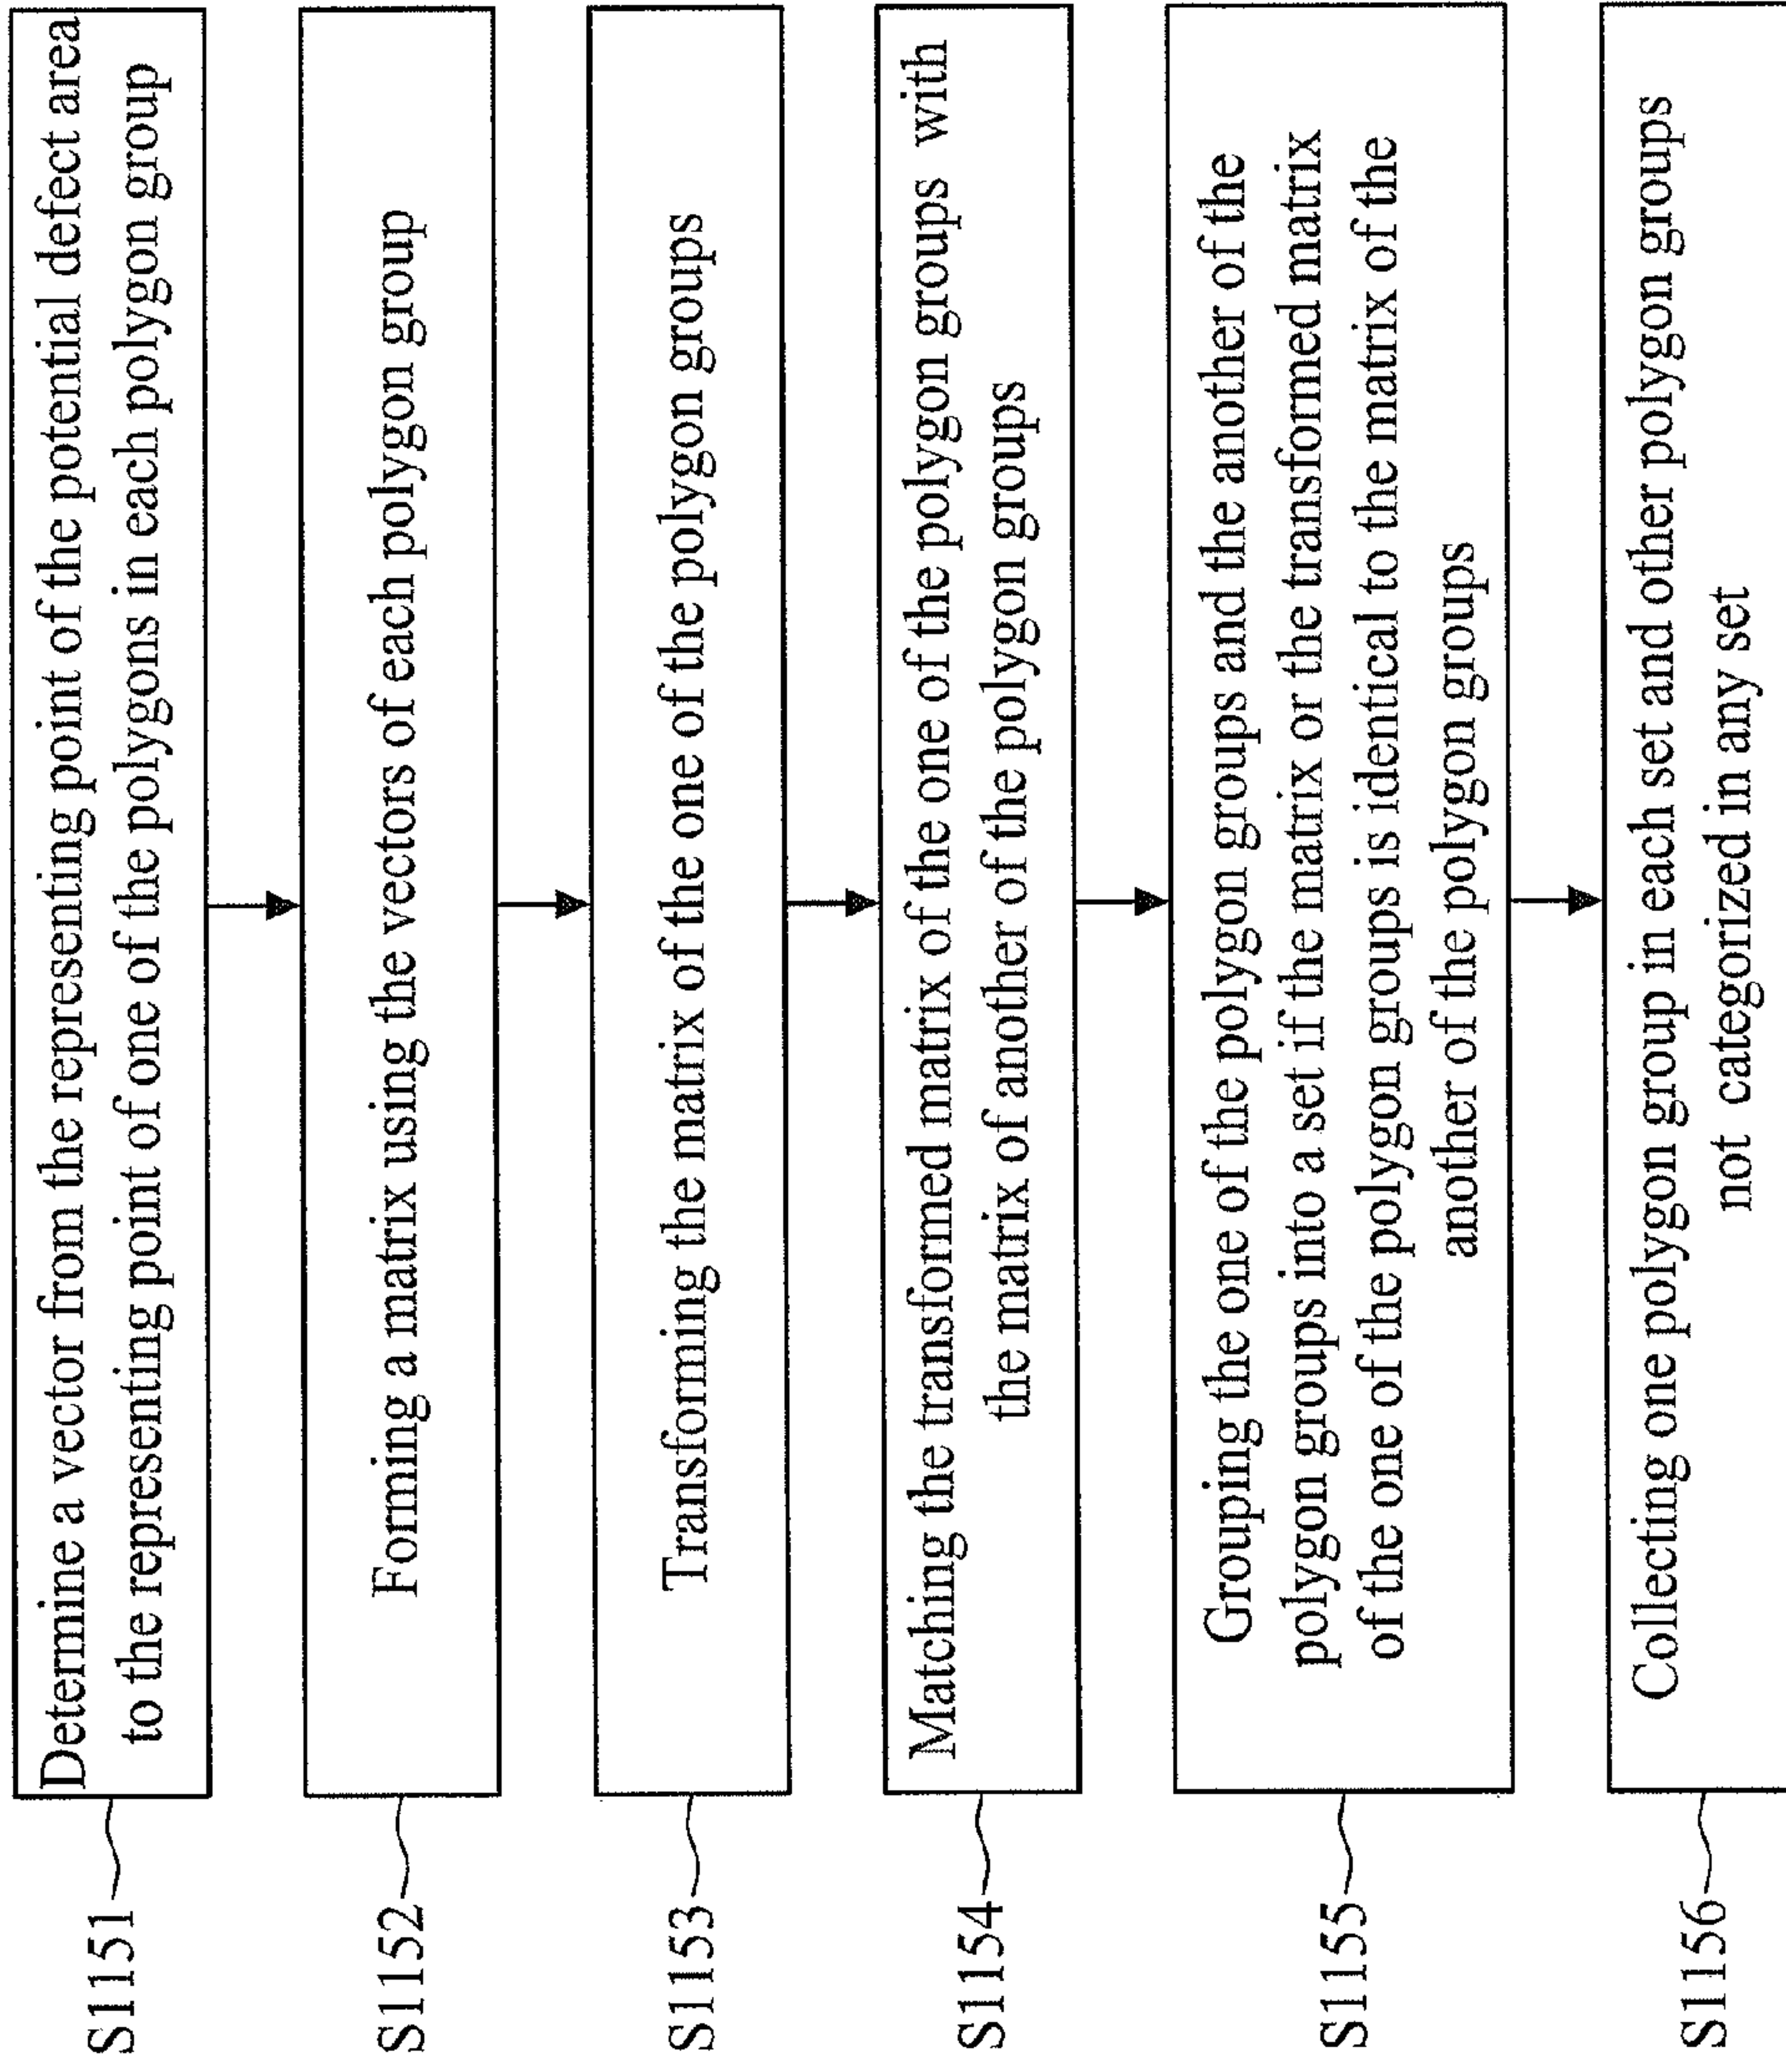 S1151
Determine a vector from the representing point of the potential defect area
to the representing point of one of the polygons in each polygon group
S1152
Forming a matrix using the vectors of each polygon group
S1153
Transforming the matrix of the one of the polygon groups
S1154
Matching the transformed matrix of the one of the polygon groups with
the matrix of another of the polygon groups
S1155
Grouping the one of the polygon groups and the another of the
polygon groups into a set if the matrix or the transformed matrix
of the one of the polygon groups is identical to the matrix of the
another of the polygon groups
S1156
Collecting one polygon group in each set and other polygon groups
not categorized in any set